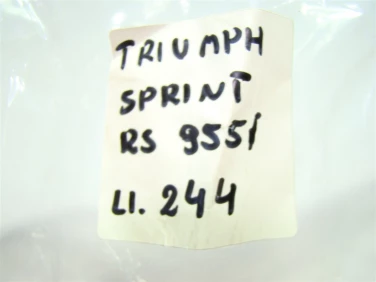 TRIUMPH
SPRINT
RS 955i
LI. 244